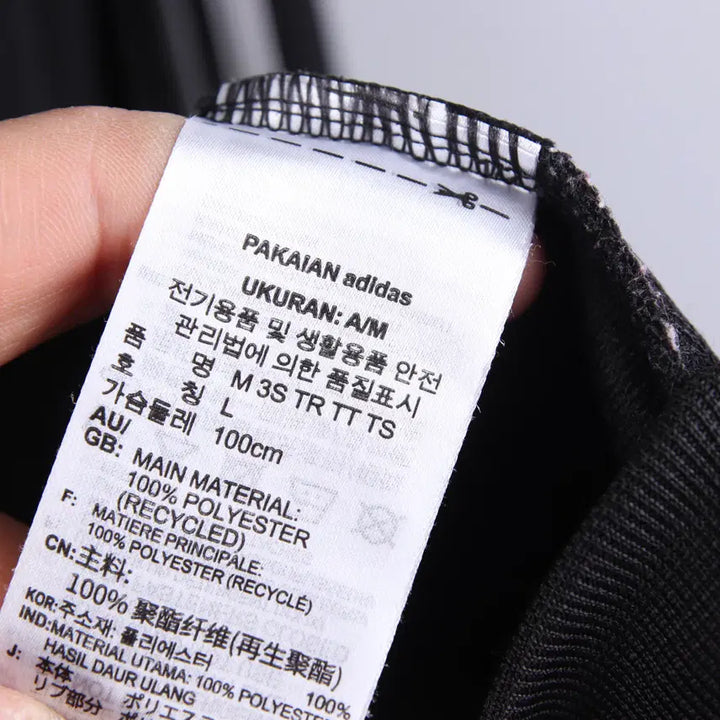 PAKAIAN adidas
UKURAN: A/M
전기용품 및 생활용품 안전
관리법에 의한 품질표시
품 명 M 3S TR TT TS
호 칭 L
가슴둘레 100cm
AU/
GB: MAIN MATERIAL:
100% POLYESTER
(RECYCLED)
F: MATIERE PRINCIPALE:
100% POLYESTER (RECYCLÉ)
CN: 主料:
100% 聚酯纤维(再生聚酯)
KOR: 주소재: 폴리에스터 100%
IND: MATERIAL UTAMA: 100% POLYESTER
HASIL DAUR ULANG
J: 本体
リブ部分